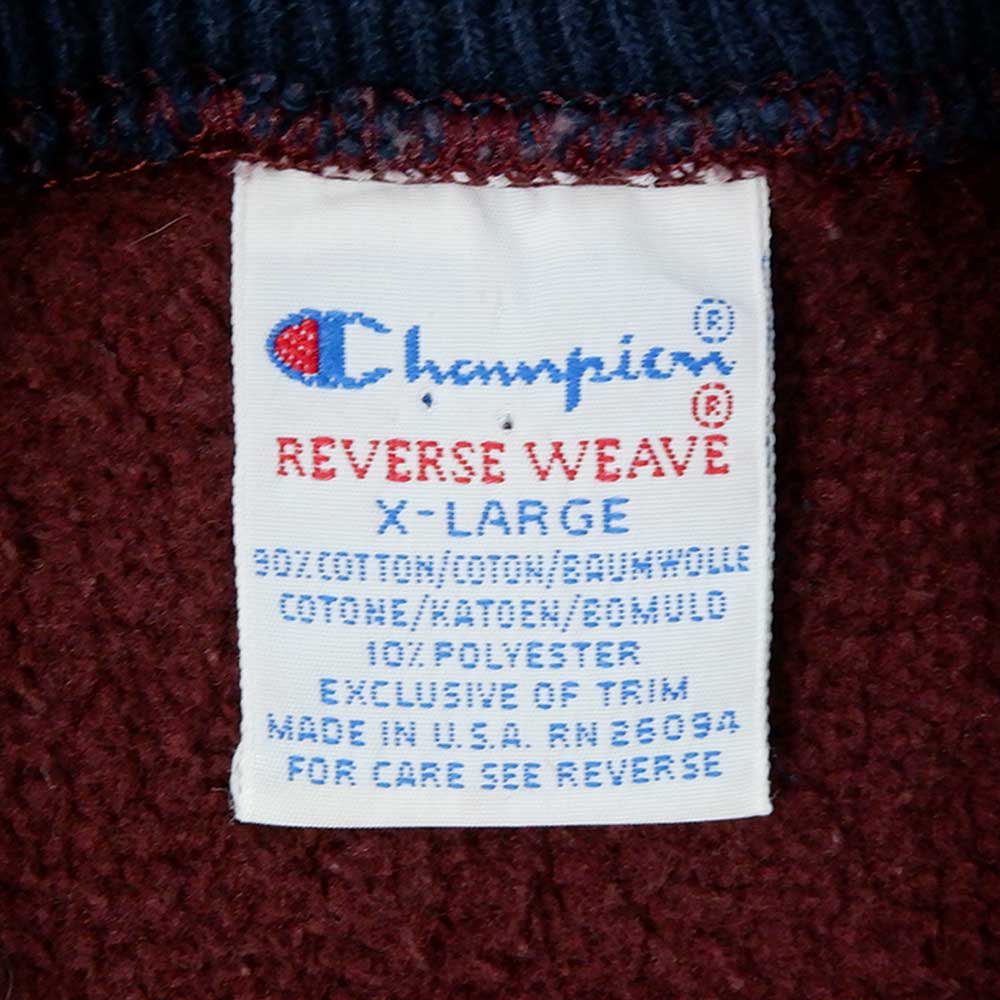 Champion®
®
REVERSE WEAVE
X-LARGE
90% COTTON/COTON/BAUMWOLLE
COTONE/KATOEN/BOMULD
10% POLYESTER
EXCLUSIVE OF TRIM
MADE IN U.S.A. RN 26094
FOR CARE SEE REVERSE